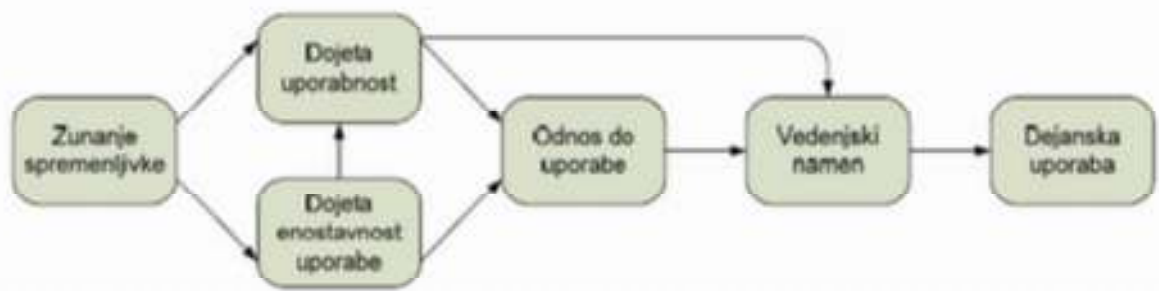 Zunanje
spremenljivke
Dojeta
uporabnost
Dojeta
enostavnost
uporabe
Odnos do
uporabe
Vedenjski
namen
Dejanska
uporaba